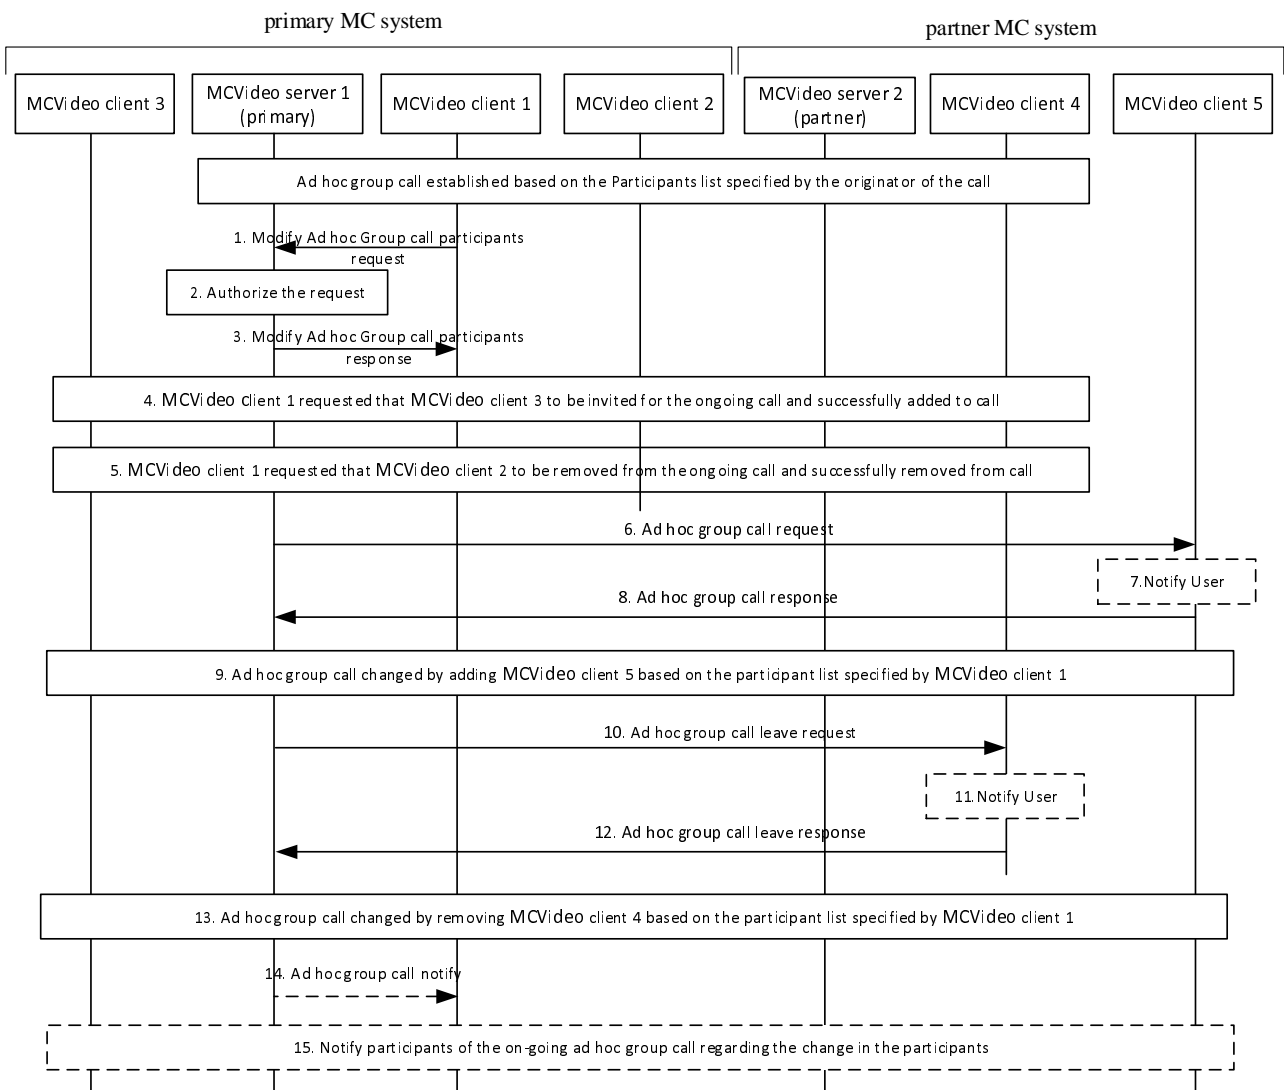 primary MC system
partner MC system
MCVideo client 3
MCVideo server 1
(primary)
MCVideo client 1
MCVideo client 2
MCVideo server 2
(partner)
MCVideo client 4
MCVideo client 5
Ad hoc group call established based on the Participants list specified by the originator of the call
1. Modify Ad hoc Group call participants
request
2. Authorize the request
3. Modify Ad hoc Group call participants
response
4. MCVideo client 1 requested that MCVideo client 3 to be invited for the ongoing call and successfully added to call
5. MCVideo client 1 requested that MCVideo client 2 to be removed from the ongoing call and successfully removed from call
6. Ad hoc group call request
7.Notify User
8. Ad hoc group call response
9. Ad hoc group call changed by adding MCVideo client 5 based on the participant list specified by MCVideo client 1
10. Ad hoc group call leave request
11.Notify User
12. Ad hoc group call leave response
13. Ad hoc group call changed by removing MCVideo client 4 based on the participant list specified by MCVideo client 1
14. Ad hoc group call notify
15. Notify participants of the on-going ad hoc group call regarding the change in the participants